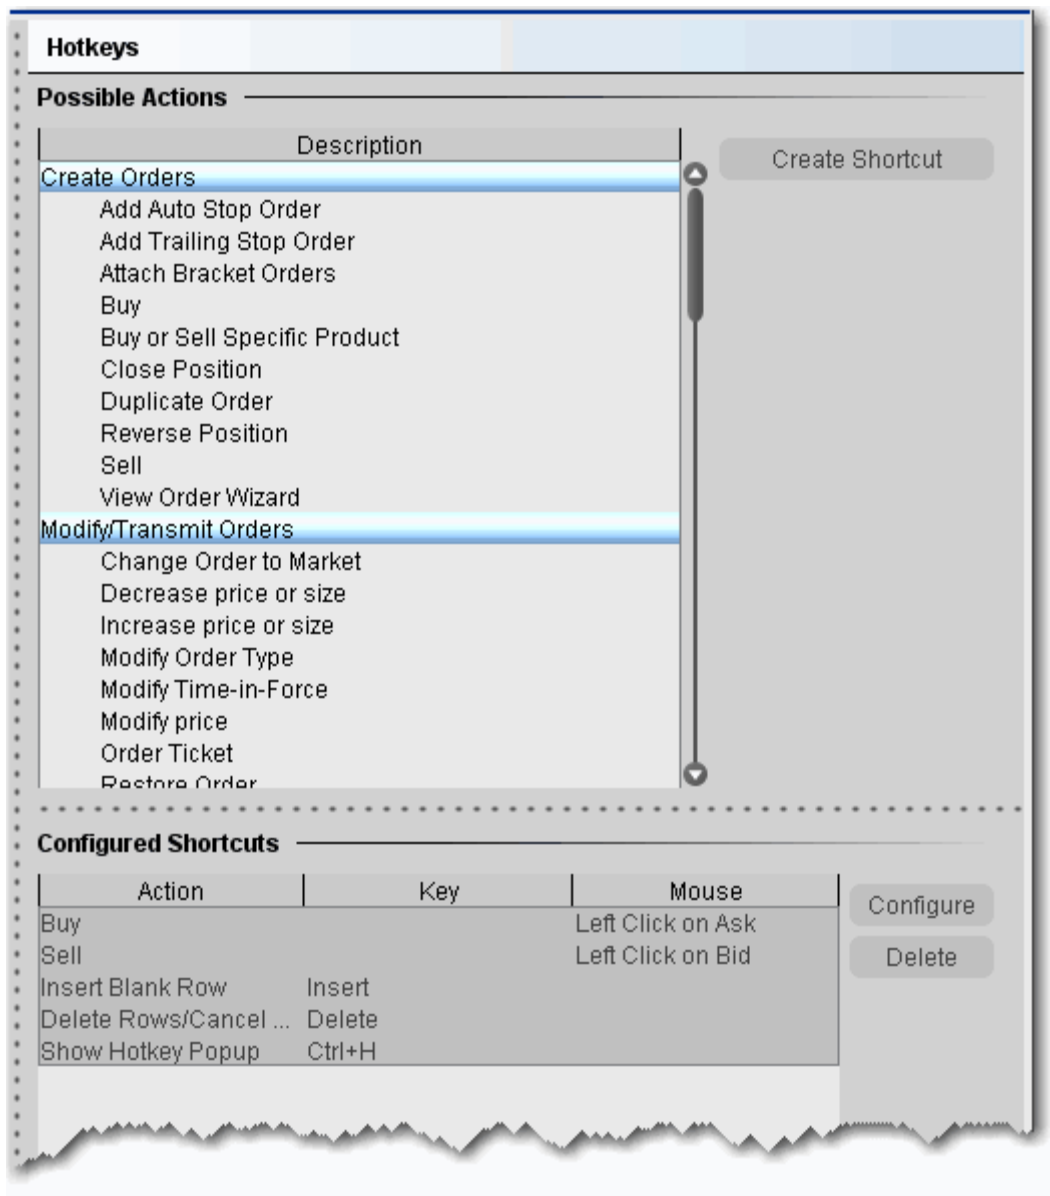 Hotkeys
Possible Actions
Description
Create Shortcut
Create Orders
Add Auto Stop Order
Add Trailing Stop Order
Attach Bracket Orders
Buy
Buy or Sell Specific Product
Close Position
Duplicate Order
Reverse Position
Sell
View Order Wizard
Modify/Transmit Orders
Change Order to Market
Decrease price or size
Increase price or size
Modify Order Type
Modify Time-in-Force
Modify price
Order Ticket
Restore Order
Configured Shortcuts
Action Key Mouse
Configure
Buy Left Click on Ask
Sell Left Click on Bid
Delete
Insert Blank Row Insert
Delete Rows/Cancel ... Delete
Show Hotkey Popup Ctrl+H